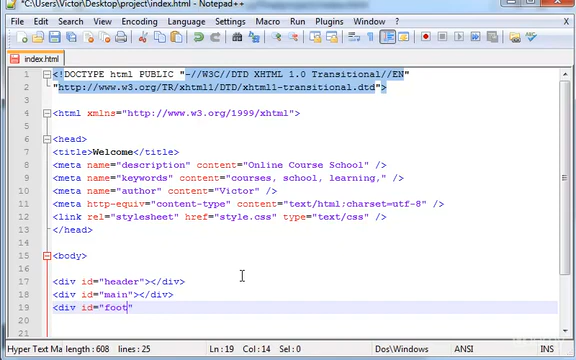 *C:\Users\Victor\Desktop\project\index.html - Notepad++
File Edit Search View Encoding Language Settings Macro Run Plugins Window ?
index.html
1 <!DOCTYPE html PUBLIC "-//W3C//DTD XHTML 1.0 Transitional//EN"
2 "http://www.w3.org/TR/xhtml1/DTD/xhtml1-transitional.dtd">
3
4 <html xmlns="http://www.w3.org/1999/xhtml">
5
6 <head>
7 <title>Welcome</title>
8 <meta name="description" content="Online Course School" />
9 <meta name="keywords" content="courses, school, learning," />
10 <meta name="author" content="Victor" />
11 <meta http-equiv="content-type" content="text/html;charset=utf-8" />
12 <link rel="stylesheet" href="style.css" type="text/css" />
13 </head>
14
15 <body>
16
17 <div id="header"></div>
18 <div id="main"></div>
19 <div id="foot"
20
21
Hyper Text Ma length : 608 lines : 25 Ln : 19 Col : 14 Sel : 0 Dos\Windows ANSI INS